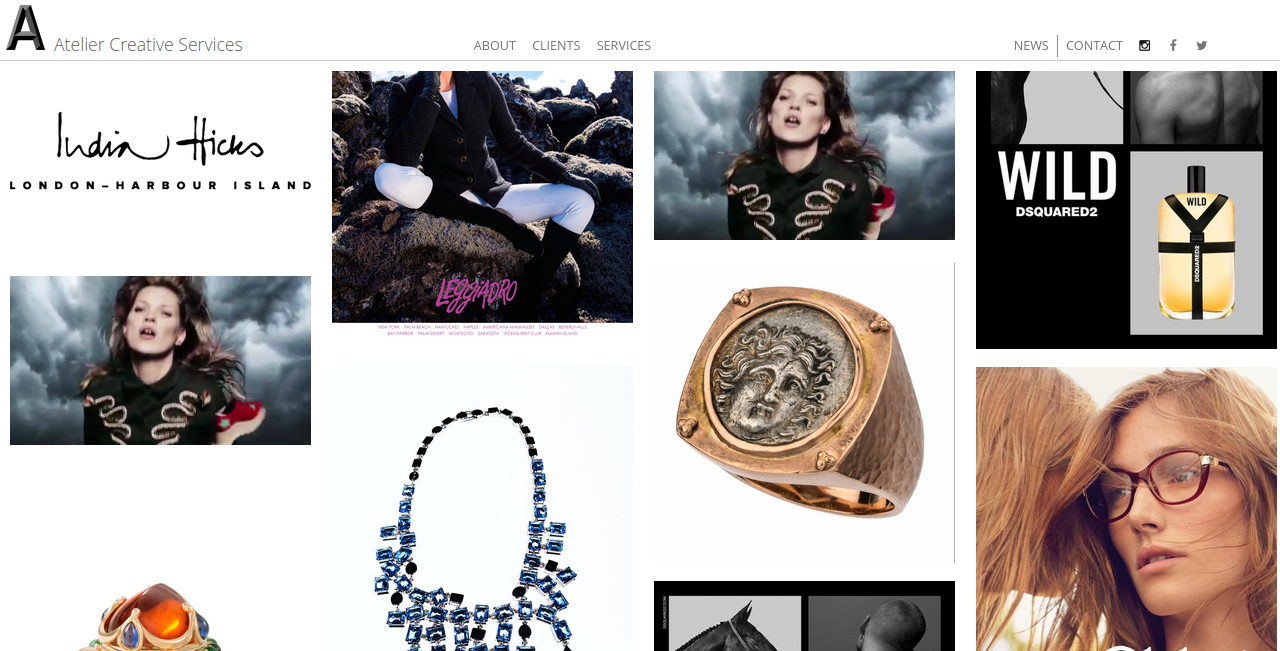 A Atelier Creative Services
ABOUT CLIENTS SERVICES
NEWS CONTACT
India Hicks
LONDON-HARBOUR ISLAND
LEGGIADRO
NEW YORK PALM BEACH NANTUCKET NAPLES AMERICANA MANHASSET DALLAS BEVERLY HILLS
BAY HARBOR PALM DESERT MONTECITO SARASOTA OCEAN REEF CLUB KIAWAH ISLAND
WILD
DSQUARED2
WILD
DSQUARED2